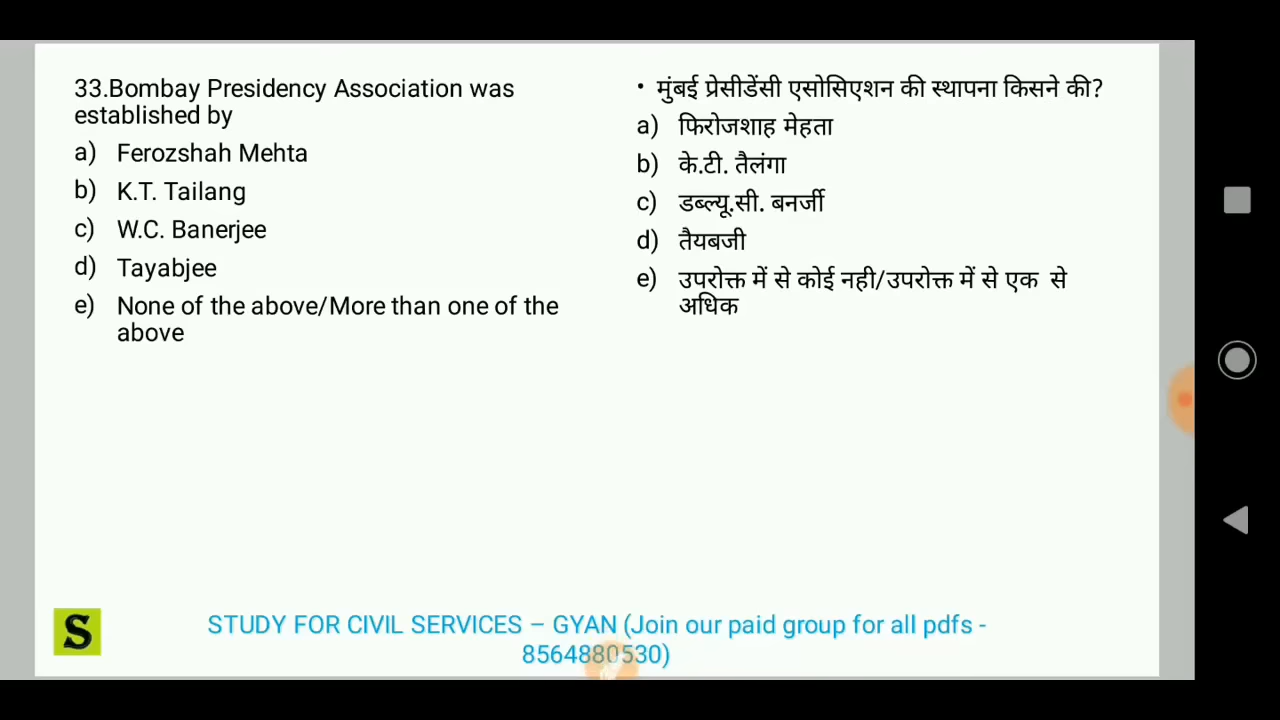 33.Bombay Presidency Association was
established by
a) Ferozshah Mehta
b) K.T. Tailang
c) W.C. Banerjee
d) Tayabjee
e) None of the above/More than one of the
above
• मुंबई प्रेसीडेंसी एसोसिएशन की स्थापना किसने की?
a) फिरोजशाह मेहता
b) के.टी. तैलंगा
c) डब्ल्यू.सी. बनर्जी
d) तैयबजी
e) उपरोक्त में से कोई नही/उपरोक्त में से एक से
अधिक
S
STUDY FOR CIVIL SERVICES – GYAN (Join our paid group for all pdfs -
8564880530)